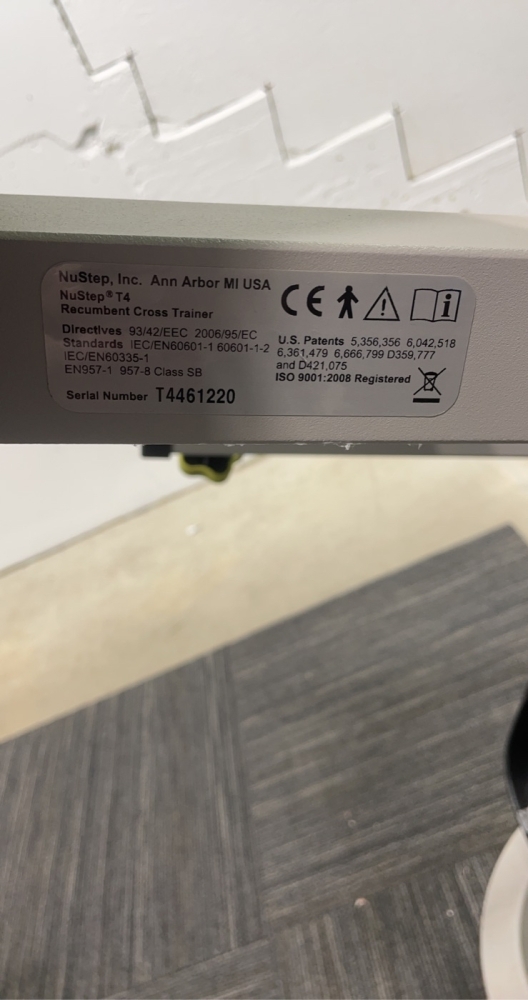 NuStep, Inc. Ann Arbor MI USA
NuStep® T4
Recumbent Cross Trainer
Directives 93/42/EEC 2006/95/EC
Standards IEC/EN60601-1 60601-1-2
IEC/EN60335-1
EN957-1 957-8 Class SB
Serial Number T4461220
CE
U.S. Patents 5,356,356 6,042,518
6,361,479 6,666,799 D359,777
and D421,075
ISO 9001:2008 Registered